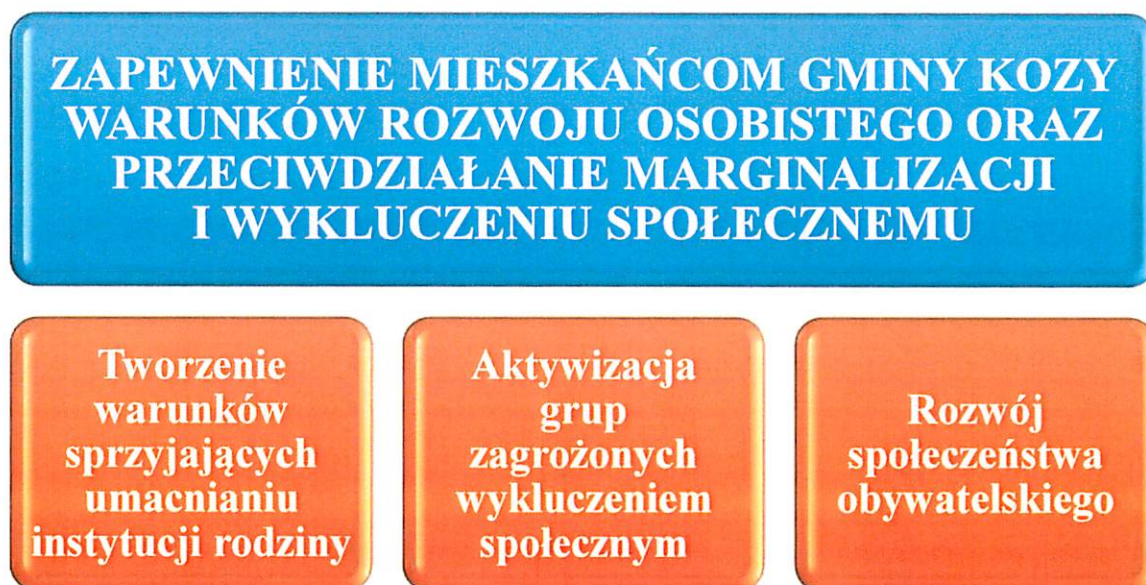 ZAPEWNIENIE MIESZKAŃCOM GMINY KOZY
WARUNKÓW ROZWOJU OSOBISTEGO ORAZ
PRZECIWDZIAŁANIE MARGINALIZACJI
I WYKLUCZENIU SPOŁECZNEMU
Tworzenie
warunków
sprzyjających
umacnianiu
instytucji rodziny
Aktywizacja
grup
zagrożonych
wykluczeniem
społecznym
Rozwój
społeczeństwa
obywatelskiego